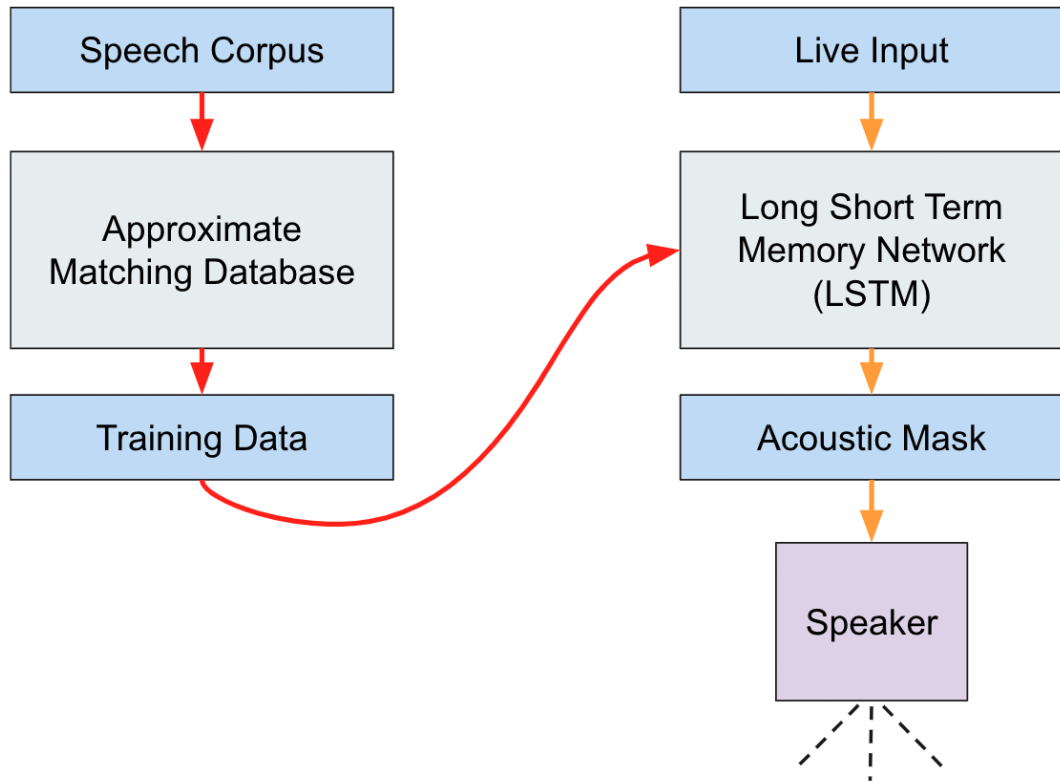 Speech Corpus
Approximate
Matching Database
Training Data
Live Input
Long Short Term
Memory Network
(LSTM)
Acoustic Mask
Speaker